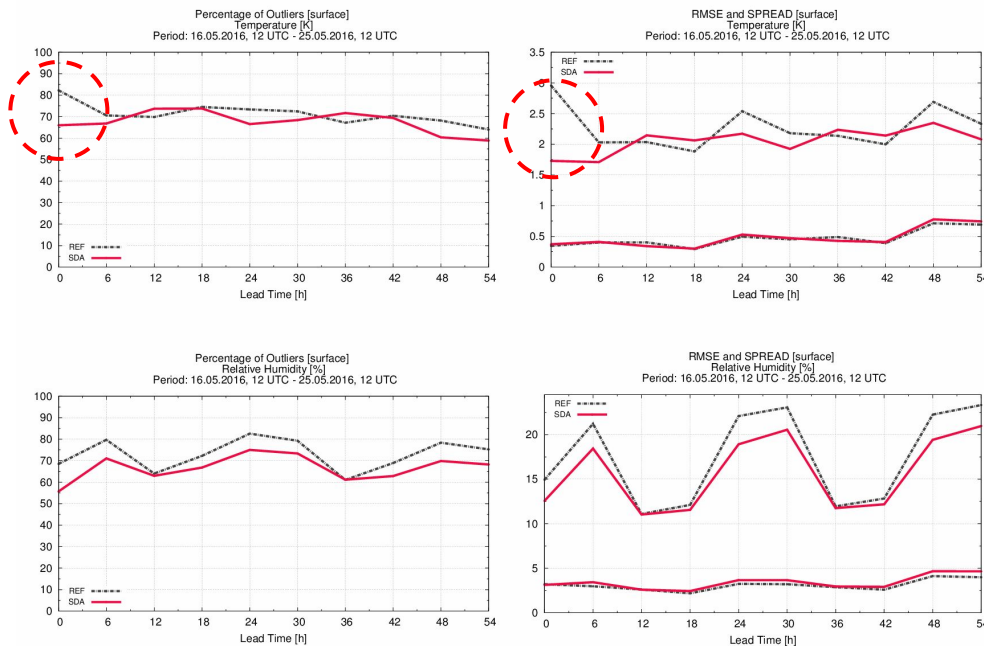 Percentage of Outliers [surface]
Temperature [K]
Period: 16.05.2016, 12 UTC - 25.05.2016, 12 UTC
100
90
80
70
60
50
40
30
20
10
0
REF
SDA
0 6 12 18 24 30 36 42 48 54
Lead Time [h]
RMSE and SPREAD [surface]
Temperature [K]
Period: 16.05.2016, 12 UTC - 25.05.2016, 12 UTC
3.5
3
2.5
2
1.5
1
0.5
0
REF
SDA
0 6 12 18 24 30 36 42 48 54
Lead Time [h]
Percentage of Outliers [surface]
Relative Humidity [%]
Period: 16.05.2016, 12 UTC - 25.05.2016, 12 UTC
100
90
80
70
60
50
40
30
20
10
0
REF
SDA
0 6 12 18 24 30 36 42 48 54
Lead Time [h]
RMSE and SPREAD [surface]
Relative Humidity [%]
Period: 16.05.2016, 12 UTC - 25.05.2016, 12 UTC
20
15
10
5
0
REF
SDA
0 6 12 18 24 30 36 42 48 54
Lead Time [h]